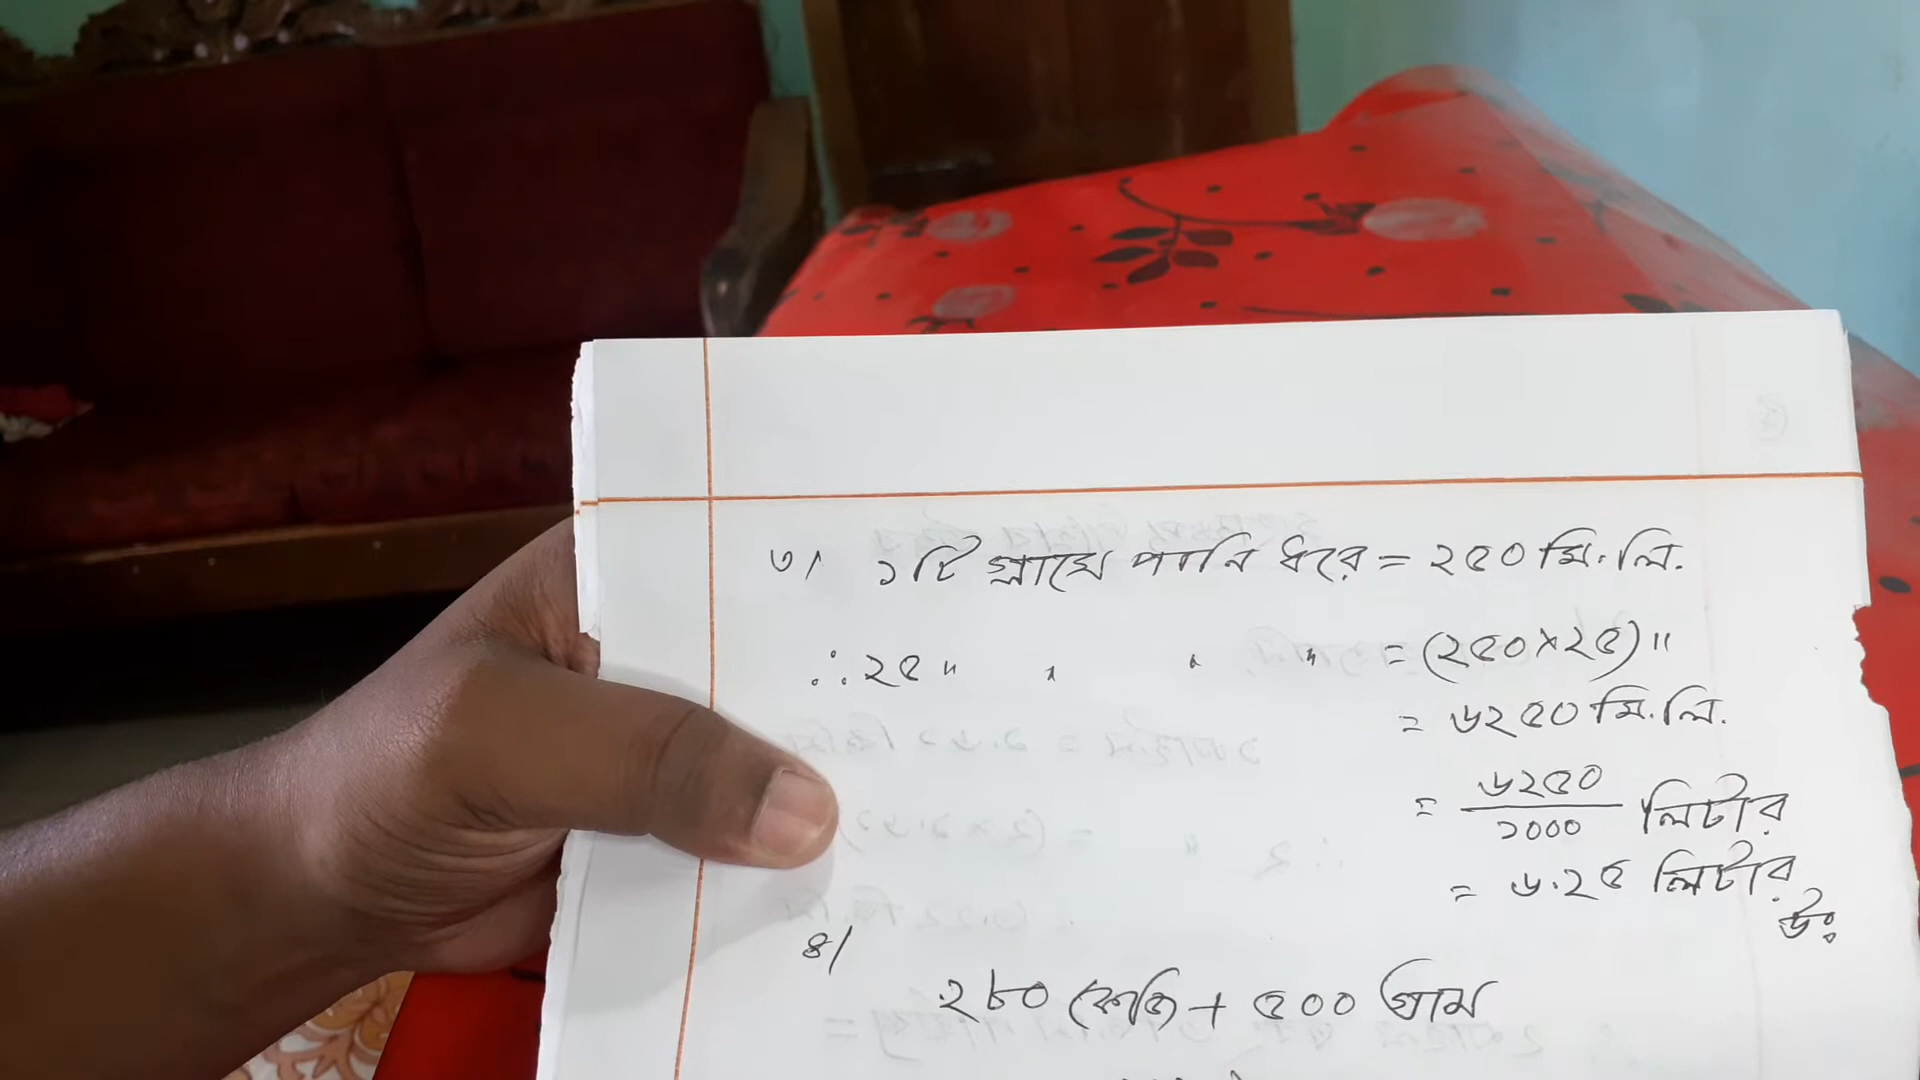 ৩/ ১টি গ্লাসে পানি ধরে = ২৫০ মি.লি.
∴ ২৫ " " " " = (২৫০×২৫) "
= ৬২৫০ মি.লি.
= ৬২৫০/১০০০ লিটার
= ৬.২৫ লিটার
উঃ
৪/
২৮০ কেজি + ৫০০ গ্রাম